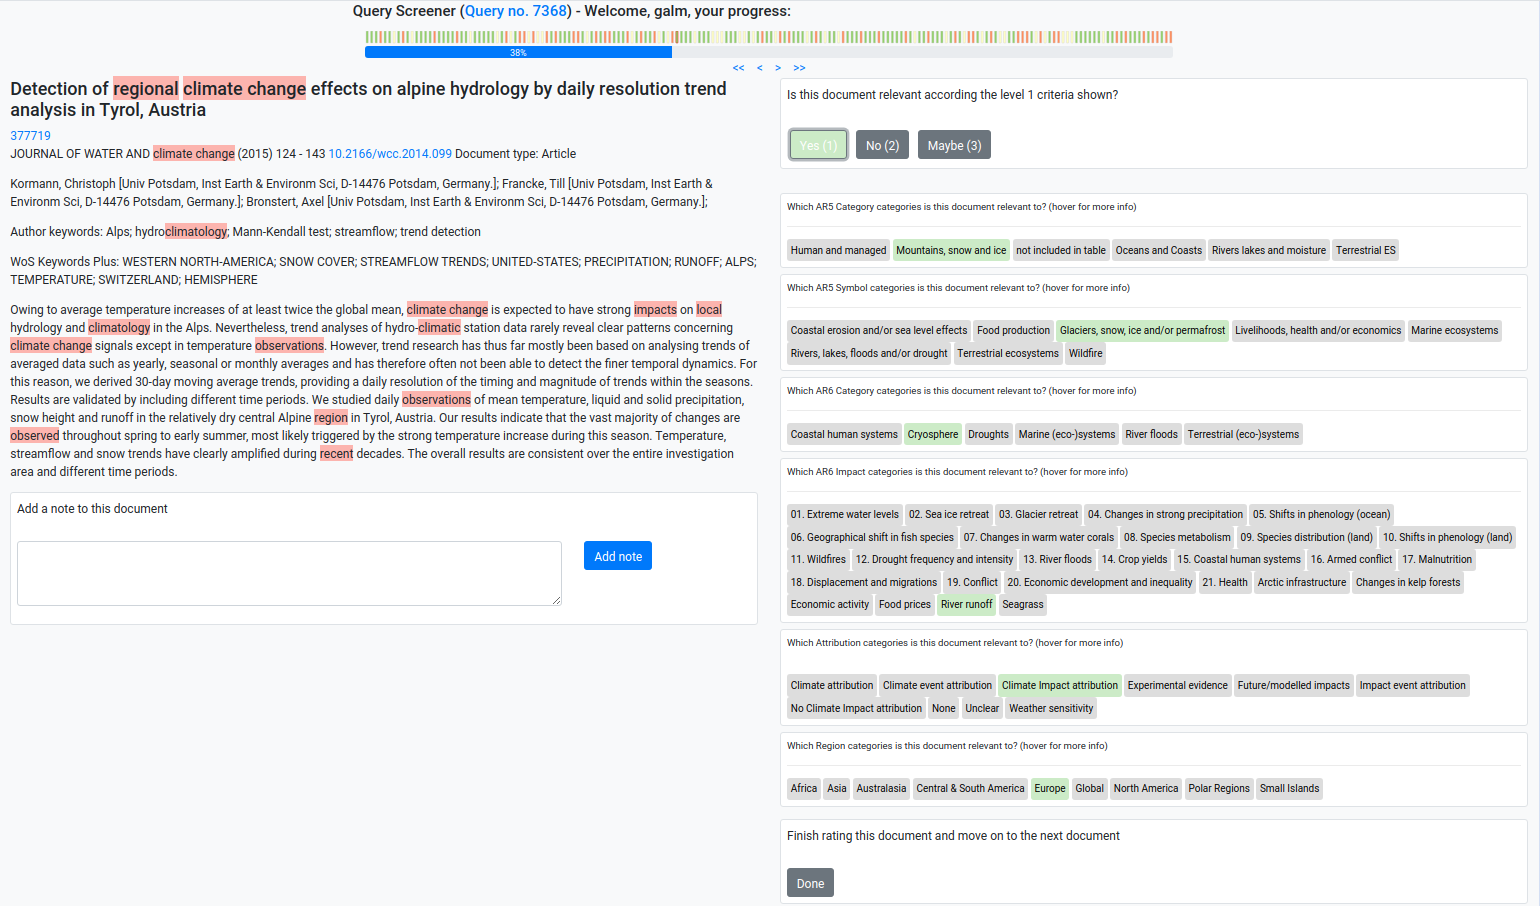 Query Screener (Query no. 7368) - Welcome, galm, your progress:
38%
<< < > >>
Detection of regional climate change effects on alpine hydrology by daily resolution trend
analysis in Tyrol, Austria
377719
JOURNAL OF WATER AND climate change (2015) 124 - 143 10.2166/wcc.2014.099 Document type: Article
Kormann, Christoph [Univ Potsdam, Inst Earth & Environm Sci, D-14476 Potsdam, Germany.]; Francke, Till [Univ Potsdam, Inst Earth &
Environm Sci, D-14476 Potsdam, Germany.]; Bronstert, Axel [Univ Potsdam, Inst Earth & Environm Sci, D-14476 Potsdam, Germany.];
Author keywords: Alps; hydroclimatology; Mann-Kendall test; streamflow; trend detection
WoS Keywords Plus: WESTERN NORTH-AMERICA; SNOW COVER; STREAMFLOW TRENDS; UNITED-STATES; PRECIPITATION; RUNOFF; ALPS;
TEMPERATURE; SWITZERLAND; HEMISPHERE
Owing to average temperature increases of at least twice the global mean, climate change is expected to have strong impacts on local
hydrology and climatology in the Alps. Nevertheless, trend analyses of hydro-climatic station data rarely reveal clear patterns concerning
climate change signals except in temperature observations. However, trend research has thus far mostly been based on analysing trends of
averaged data such as yearly, seasonal or monthly averages and has therefore often not been able to detect the finer temporal dynamics. For
this reason, we derived 30-day moving average trends, providing a daily resolution of the timing and magnitude of trends within the seasons.
Results are validated by including different time periods. We studied daily observations of mean temperature, liquid and solid precipitation,
snow height and runoff in the relatively dry central Alpine region in Tyrol, Austria. Our results indicate that the vast majority of changes are
observed throughout spring to early summer, most likely triggered by the strong temperature increase during this season. Temperature,
streamflow and snow trends have clearly amplified during recent decades. The overall results are consistent over the entire investigation
area and different time periods.
Add a note to this document
Add note
Is this document relevant according the level 1 criteria shown?
Yes (1) No (2) Maybe (3)
Which AR5 Category categories is this document relevant to? (hover for more info)
Human and managed Mountains, snow and ice not included in table Oceans and Coasts Rivers lakes and moisture Terrestrial ES
Which AR5 Symbol categories is this document relevant to? (hover for more info)
Coastal erosion and/or sea level effects Food production Glaciers, snow, ice and/or permafrost Livelihoods, health and/or economics Marine ecosystems
Rivers, lakes, floods and/or drought Terrestrial ecosystems Wildfire
Which AR6 Category categories is this document relevant to? (hover for more info)
Coastal human systems Cryosphere Droughts Marine (eco-)systems River floods Terrestrial (eco-)systems
Which AR6 Impact categories is this document relevant to? (hover for more info)
01. Extreme water levels 02. Sea ice retreat 03. Glacier retreat 04. Changes in strong precipitation 05. Shifts in phenology (ocean)
06. Geographical shift in fish species 07. Changes in warm water corals 08. Species metabolism 09. Species distribution (land) 10. Shifts in phenology (land)
11. Wildfires 12. Drought frequency and intensity 13. River floods 14. Crop yields 15. Coastal human systems 16. Armed conflict 17. Malnutrition
18. Displacement and migrations 19. Conflict 20. Economic development and inequality 21. Health Arctic infrastructure Changes in kelp forests
Economic activity Food prices River runoff Seagrass
Which Attribution categories is this document relevant to? (hover for more info)
Climate attribution Climate event attribution Climate Impact attribution Experimental evidence Future/modelled impacts Impact event attribution
No Climate Impact attribution None Unclear Weather sensitivity
Which Region categories is this document relevant to? (hover for more info)
Africa Asia Australasia Central & South America Europe Global North America Polar Regions Small Islands
Finish rating this document and move on to the next document
Done